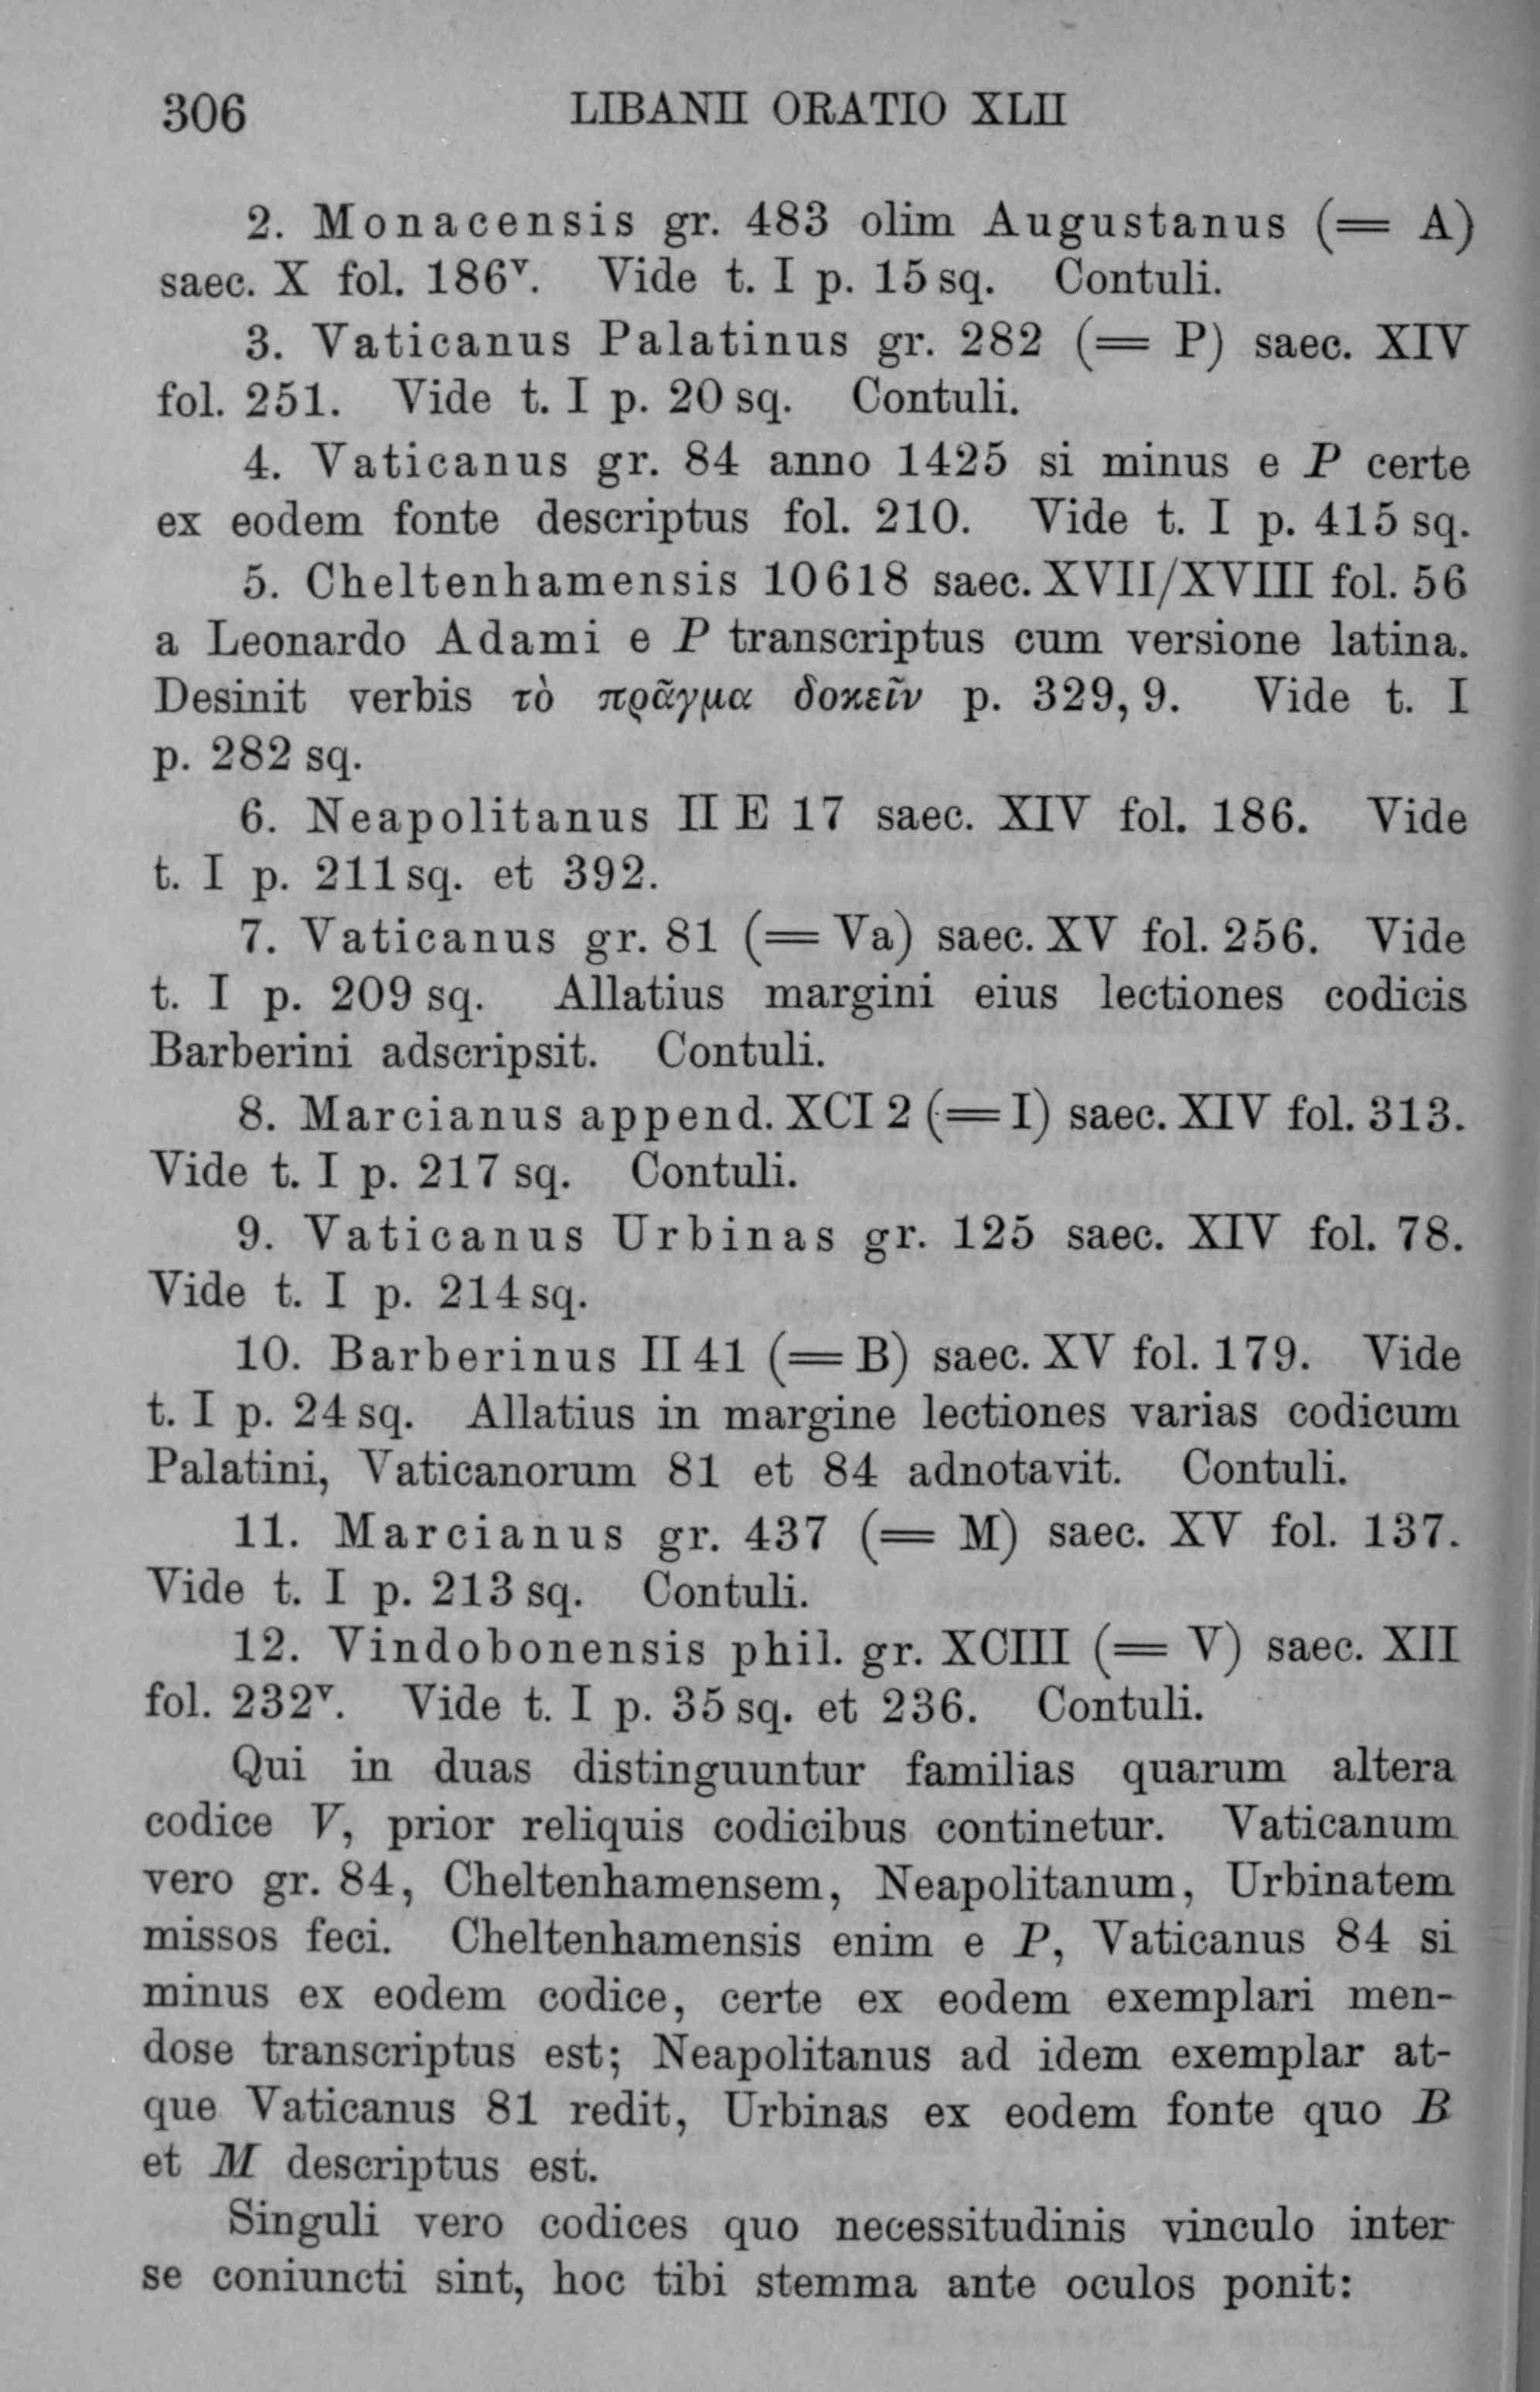 306 LIBANII ORATIO XLII
2. Monacensis gr. 483 olim Augustanus (= A)
saec. X fol. 186ᵛ. Vide t. I p. 15 sq. Contuli.
3. Vaticanus Palatinus gr. 282 (= P) saec. XIV
fol. 251. Vide t. I p. 20 sq. Contuli.
4. Vaticanus gr. 84 anno 1425 si minus e P certe
ex eodem fonte descriptus fol. 210. Vide t. I p. 415 sq.
5. Cheltenhamensis 10618 saec. XVII/XVIII fol. 56
a Leonardo Adami e P transcriptus cum versione latina.
Desinit verbis τὸ πρᾶγμα δοκεῖν p. 329, 9. Vide t. I
p. 282 sq.
6. Neapolitanus II E 17 saec. XIV fol. 186. Vide
t. I p. 211 sq. et 392.
7. Vaticanus gr. 81 (= Va) saec. XV fol. 256. Vide
t. I p. 209 sq. Allatius margini eius lectiones codicis
Barberini adscripsit. Contuli.
8. Marcianus append. XCI 2 (= I) saec. XIV fol. 313.
Vide t. I p. 217 sq. Contuli.
9. Vaticanus Urbinas gr. 125 saec. XIV fol. 78.
Vide t. I p. 214 sq.
10. Barberinus II 41 (= B) saec. XV fol. 179. Vide
t. I p. 24 sq. Allatius in margine lectiones varias codicum
Palatini, Vaticanorum 81 et 84 adnotavit. Contuli.
11. Marcianus gr. 437 (= M) saec. XV fol. 137.
Vide t. I p. 213 sq. Contuli.
12. Vindobonensis phil. gr. XCIII (= V) saec. XII
fol. 232ᵛ. Vide t. I p. 35 sq. et 236. Contuli.
Qui in duas distinguuntur familias quarum altera
codice V, prior reliquis codicibus continetur. Vaticanum
vero gr. 84, Cheltenhamensem, Neapolitanum, Urbinatem
missos feci. Cheltenhamensis enim e P, Vaticanus 84 si
minus ex eodem codice, certe ex eodem exemplari men-
dose transcriptus est; Neapolitanus ad idem exemplar at-
que Vaticanus 81 redit, Urbinas ex eodem fonte quo B
et M descriptus est.
Singuli vero codices quo necessitudinis vinculo inter
se coniuncti sint, hoc tibi stemma ante oculos ponit: